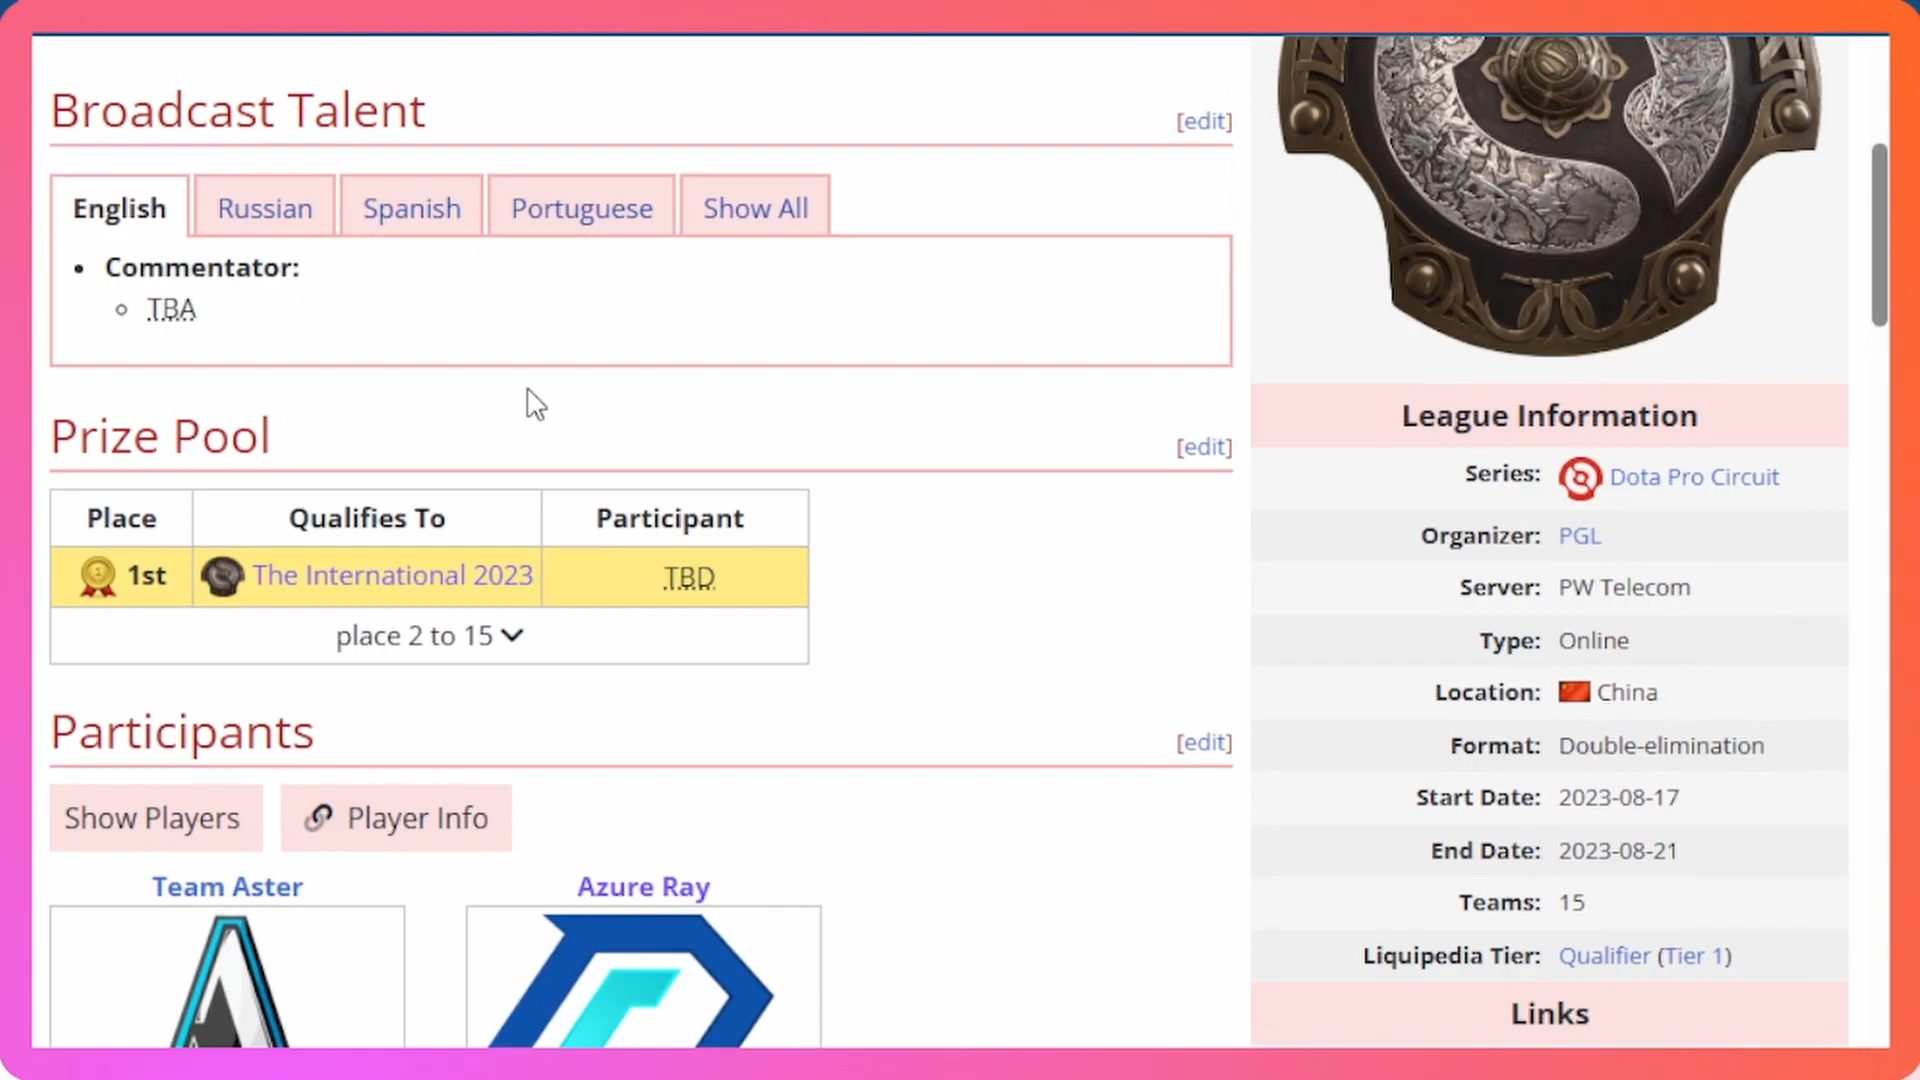 Broadcast Talent
[edit]
English
Russian
Spanish
Portuguese
Show All
• Commentator:
○ TBA
Prize Pool
[edit]
Place
Qualifies To
Participant
1st
The International 2023
TBD
place 2 to 15
Participants
[edit]
Show Players
Player Info
Team Aster
Azure Ray
League Information
Series: Dota Pro Circuit
Organizer: PGL
Server: PW Telecom
Type: Online
Location: China
Format: Double-elimination
Start Date: 2023-08-17
End Date: 2023-08-21
Teams: 15
Liquipedia Tier: Qualifier (Tier 1)
Links